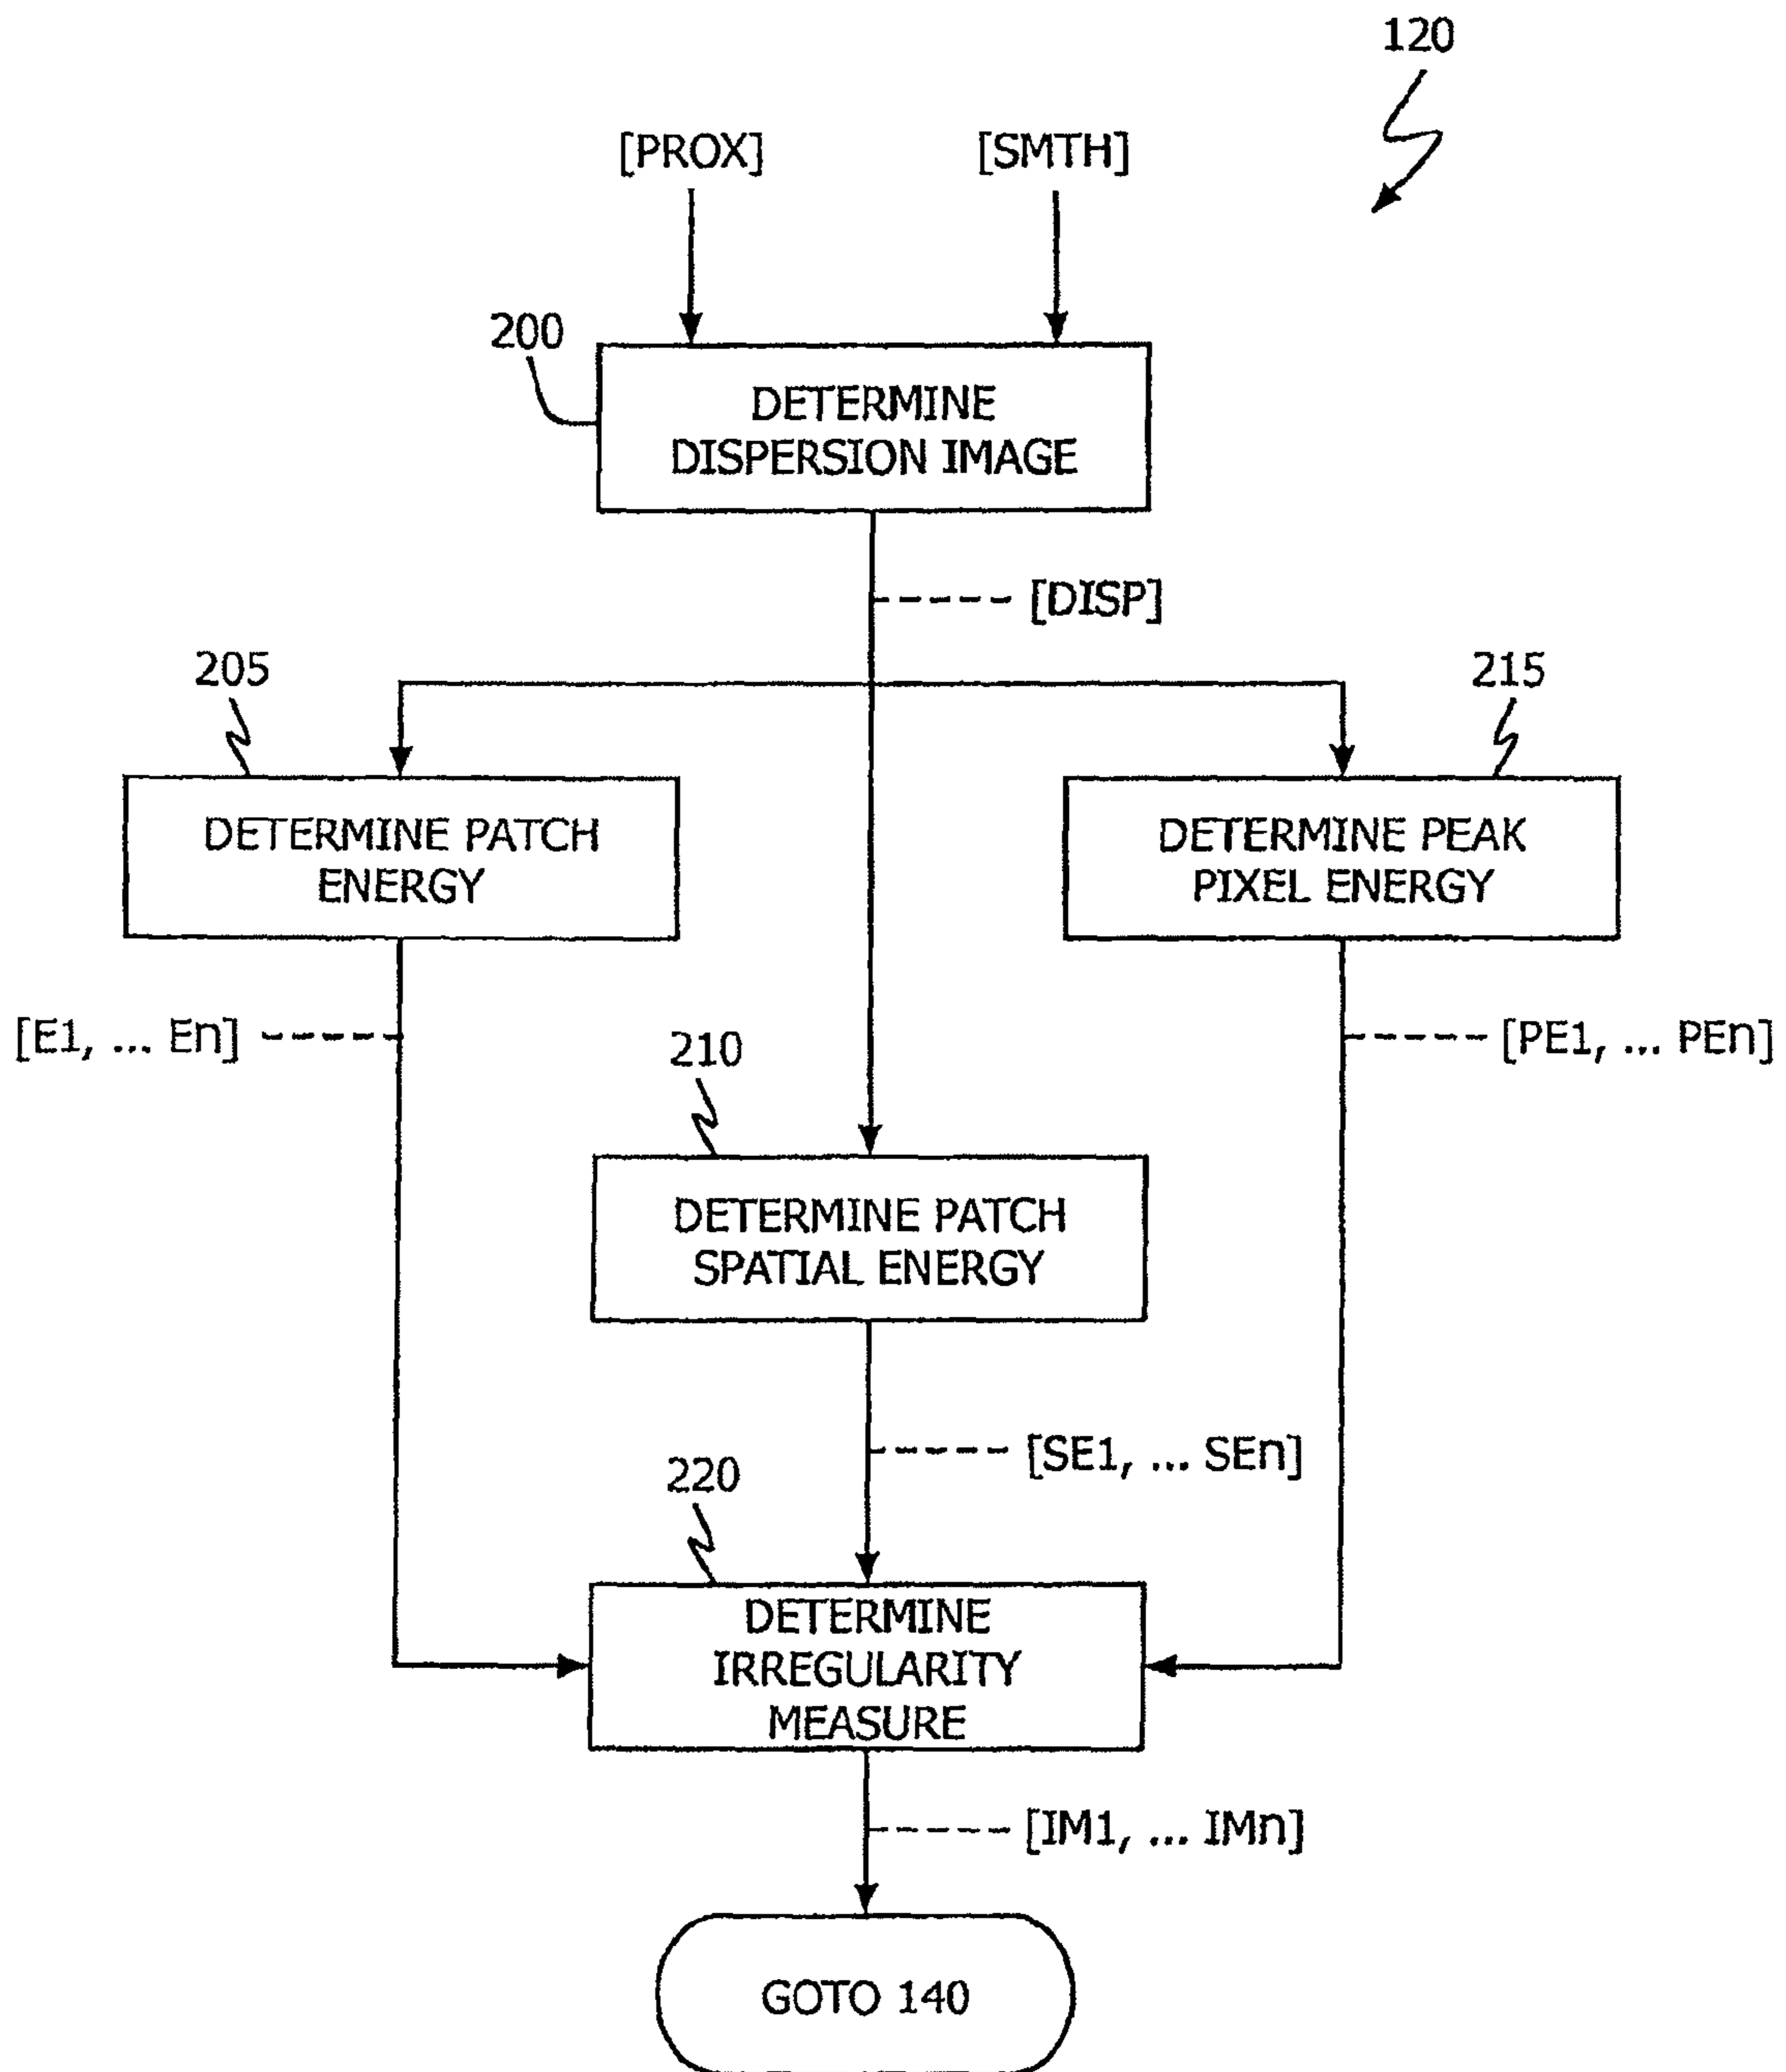 120
[PROX]
[SMTH]
200
DETERMINE
DISPERSION IMAGE
[DISP]
205
215
DETERMINE PATCH
ENERGY
DETERMINE PEAK
PIXEL ENERGY
[E1, ... En]
210
[PE1, ... PEn]
DETERMINE PATCH
SPATIAL ENERGY
[SE1, ... SEn]
220
DETERMINE
IRREGULARITY
MEASURE
[IM1, ... IMn]
GOTO 140